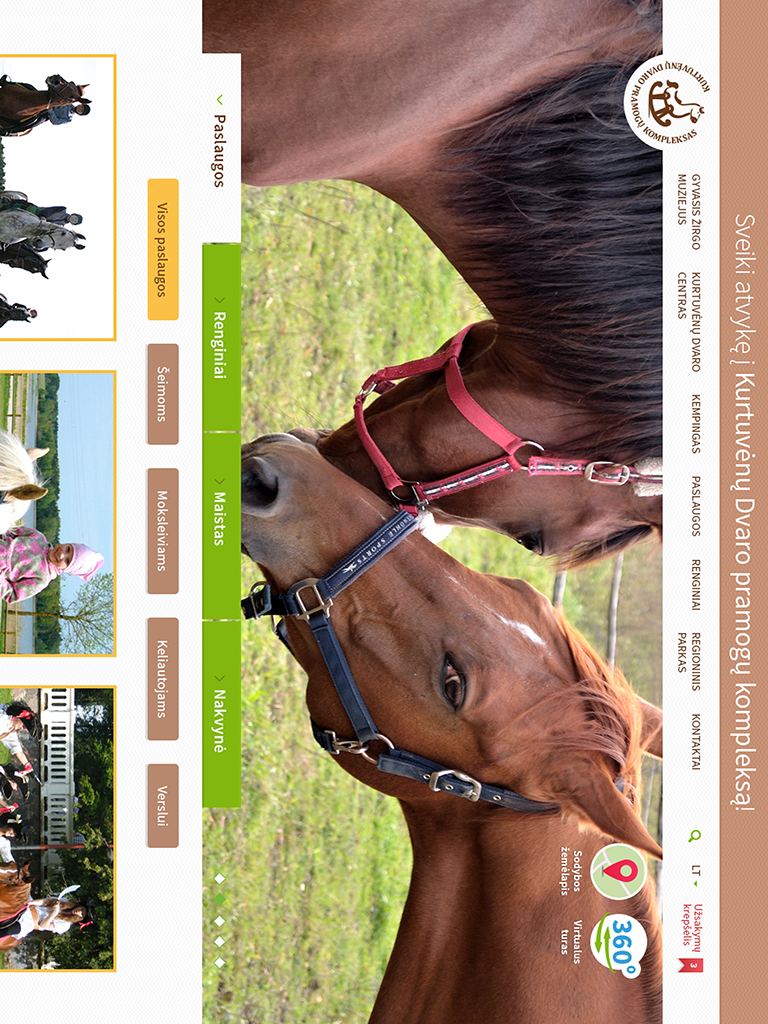 Sveiki atvykę į Kurtuvėnų Dvaro pramogų kompleksą!
KURTUVĖNŲ DVARO PRAMOGŲ KOMPLEKSAS
GYVASIS ŽIRGO
MUZIEJUS
KURTUVĖNŲ DVARO
CENTRAS
KEMPINGAS
PASLAUGOS
RENGINIAI
REGIONINIS
PARKAS
KONTAKTAI
LT
Užsakymų
krepšelis
3
Sodybos
žemėlapis
360°
Virtualus
turas
HLE SPORTS
Paslaugos
Renginiai
Maistas
Nakvynė
Visos paslaugos
Šeimoms
Moksleiviams
Keliautojams
Verslui